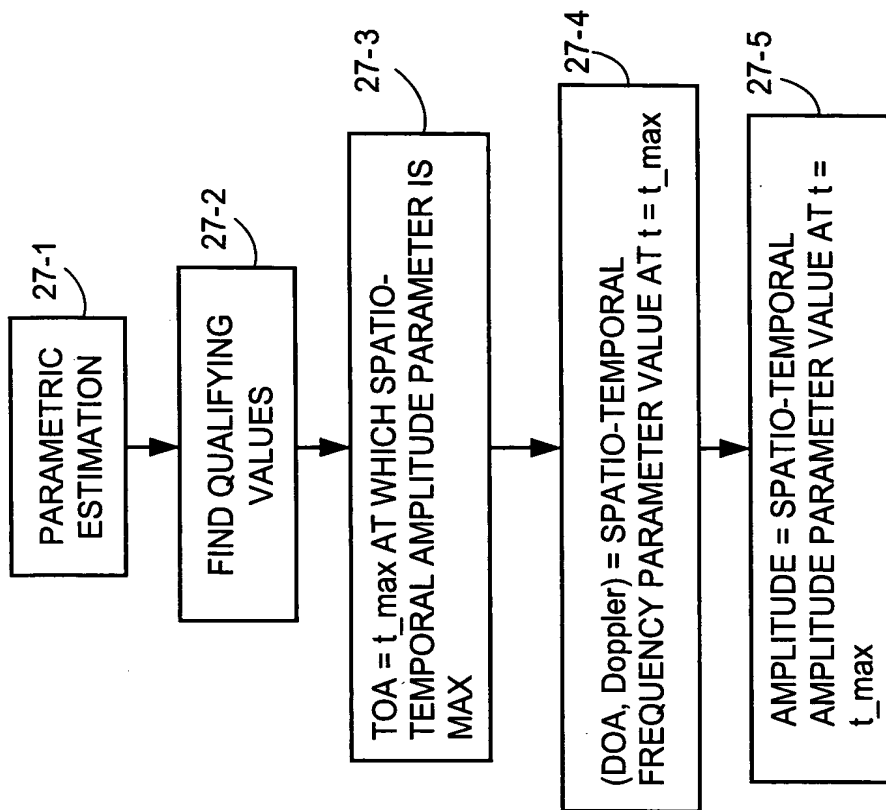 27-1
PARAMETRIC
ESTIMATION
27-2
FIND QUALIFYING
VALUES
27-3
TOA = t_max AT WHICH SPATIO-
TEMPORAL AMPLITUDE PARAMETER IS
MAX
27-4
(DOA, Doppler) = SPATIO-TEMPORAL
FREQUENCY PARAMETER VALUE AT t = t_max
27-5
AMPLITUDE = SPATIO-TEMPORAL
AMPLITUDE PARAMETER VALUE AT t =
t_max